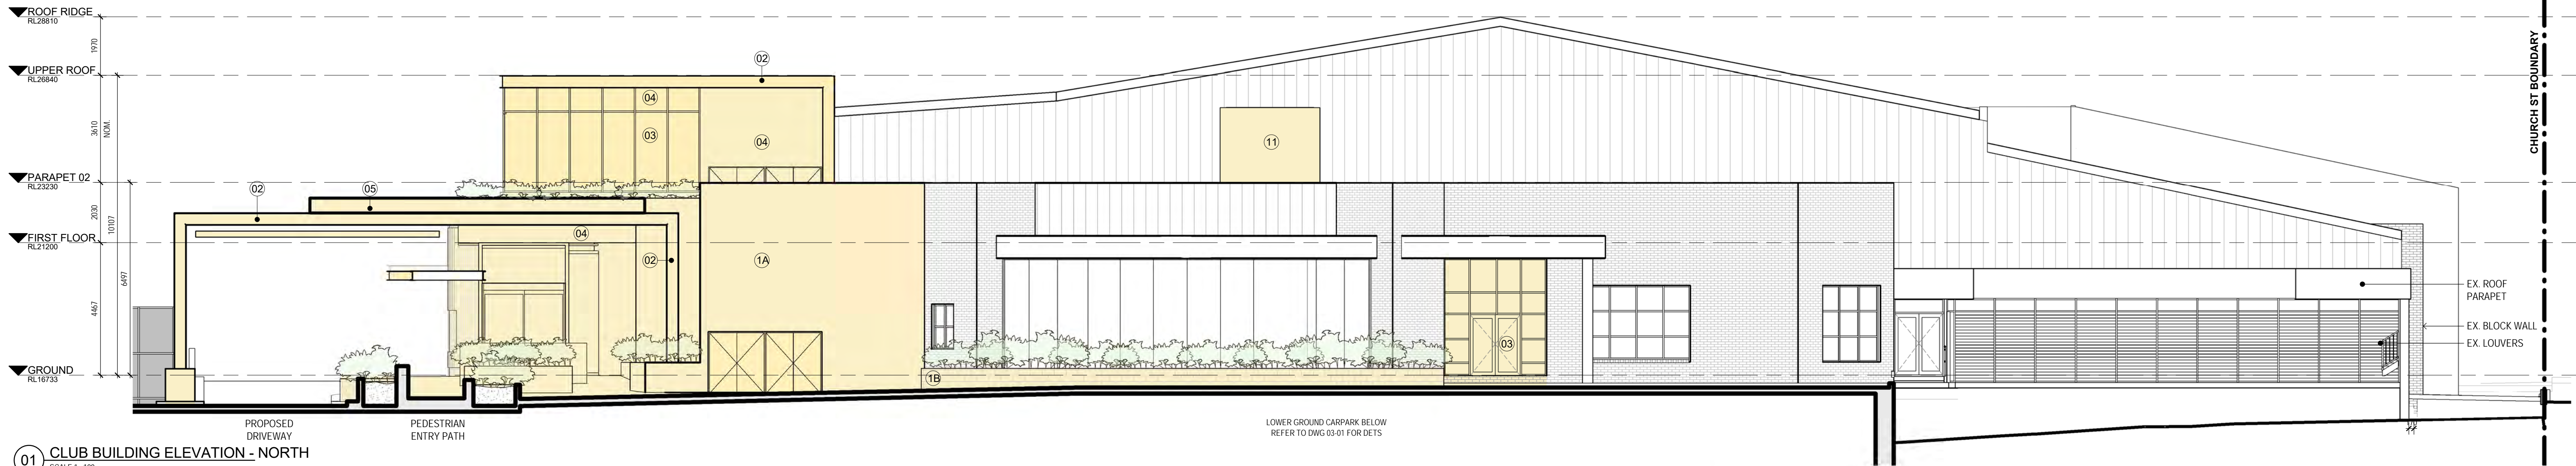 ROOF RIDGE
RL28810
1970
UPPER ROOF
RL26840
3610
NOM.
PARAPET 02
RL23230
2030
10107
FIRST FLOOR
RL21200
6497
4467
GROUND
RL16733
02
04
03
04
11
02
05
04
02
1A
1B
03
CHURCH ST BOUNDARY
EX. ROOF
PARAPET
EX. BLOCK WALL
EX. LOUVERS
PROPOSED
DRIVEWAY
PEDESTRIAN
ENTRY PATH
LOWER GROUND CARPARK BELOW
REFER TO DWG 03-01 FOR DETS
01 CLUB BUILDING ELEVATION - NORTH